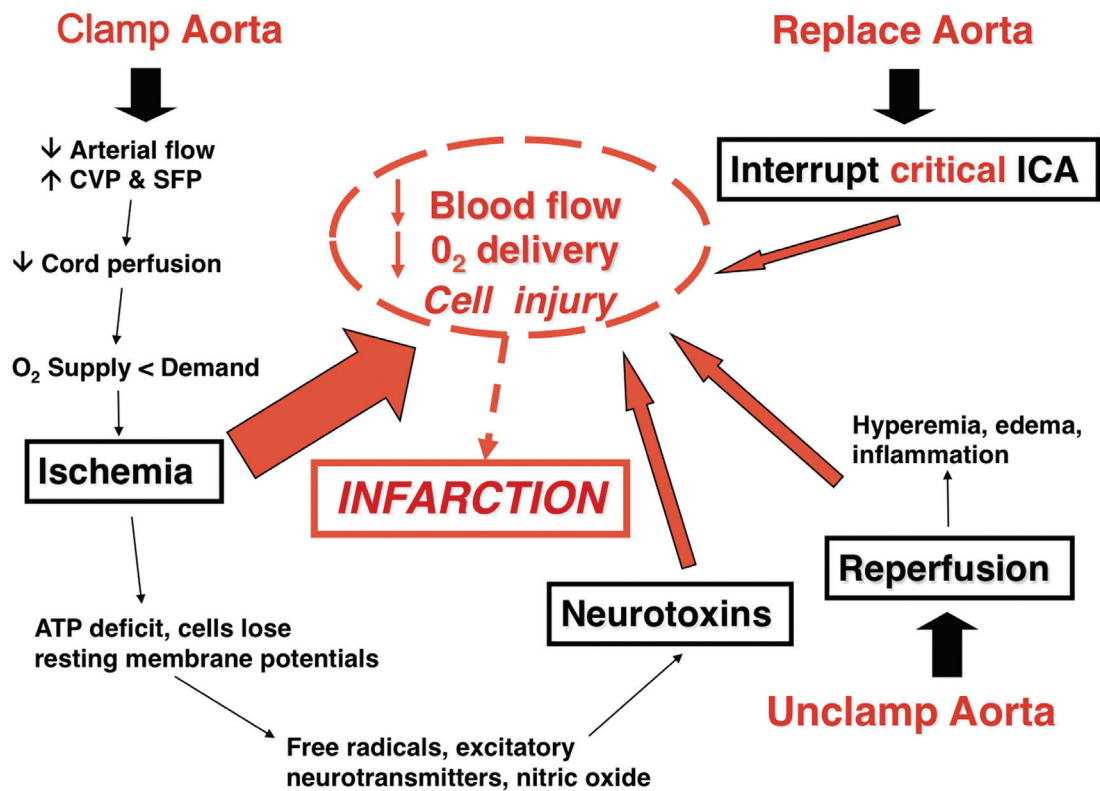 Clamp Aorta
↓ Arterial flow
↑ CVP & SFP
↓ Cord perfusion
O₂ Supply < Demand
Ischemia
ATP deficit, cells lose
resting membrane potentials
Free radicals, excitatory
neurotransmitters, nitric oxide
Neurotoxins
↓ Blood flow
↓ 0₂ delivery
Cell injury
INFARCTION
Replace Aorta
Interrupt critical ICA
Hyperemia, edema,
inflammation
Reperfusion
Unclamp Aorta